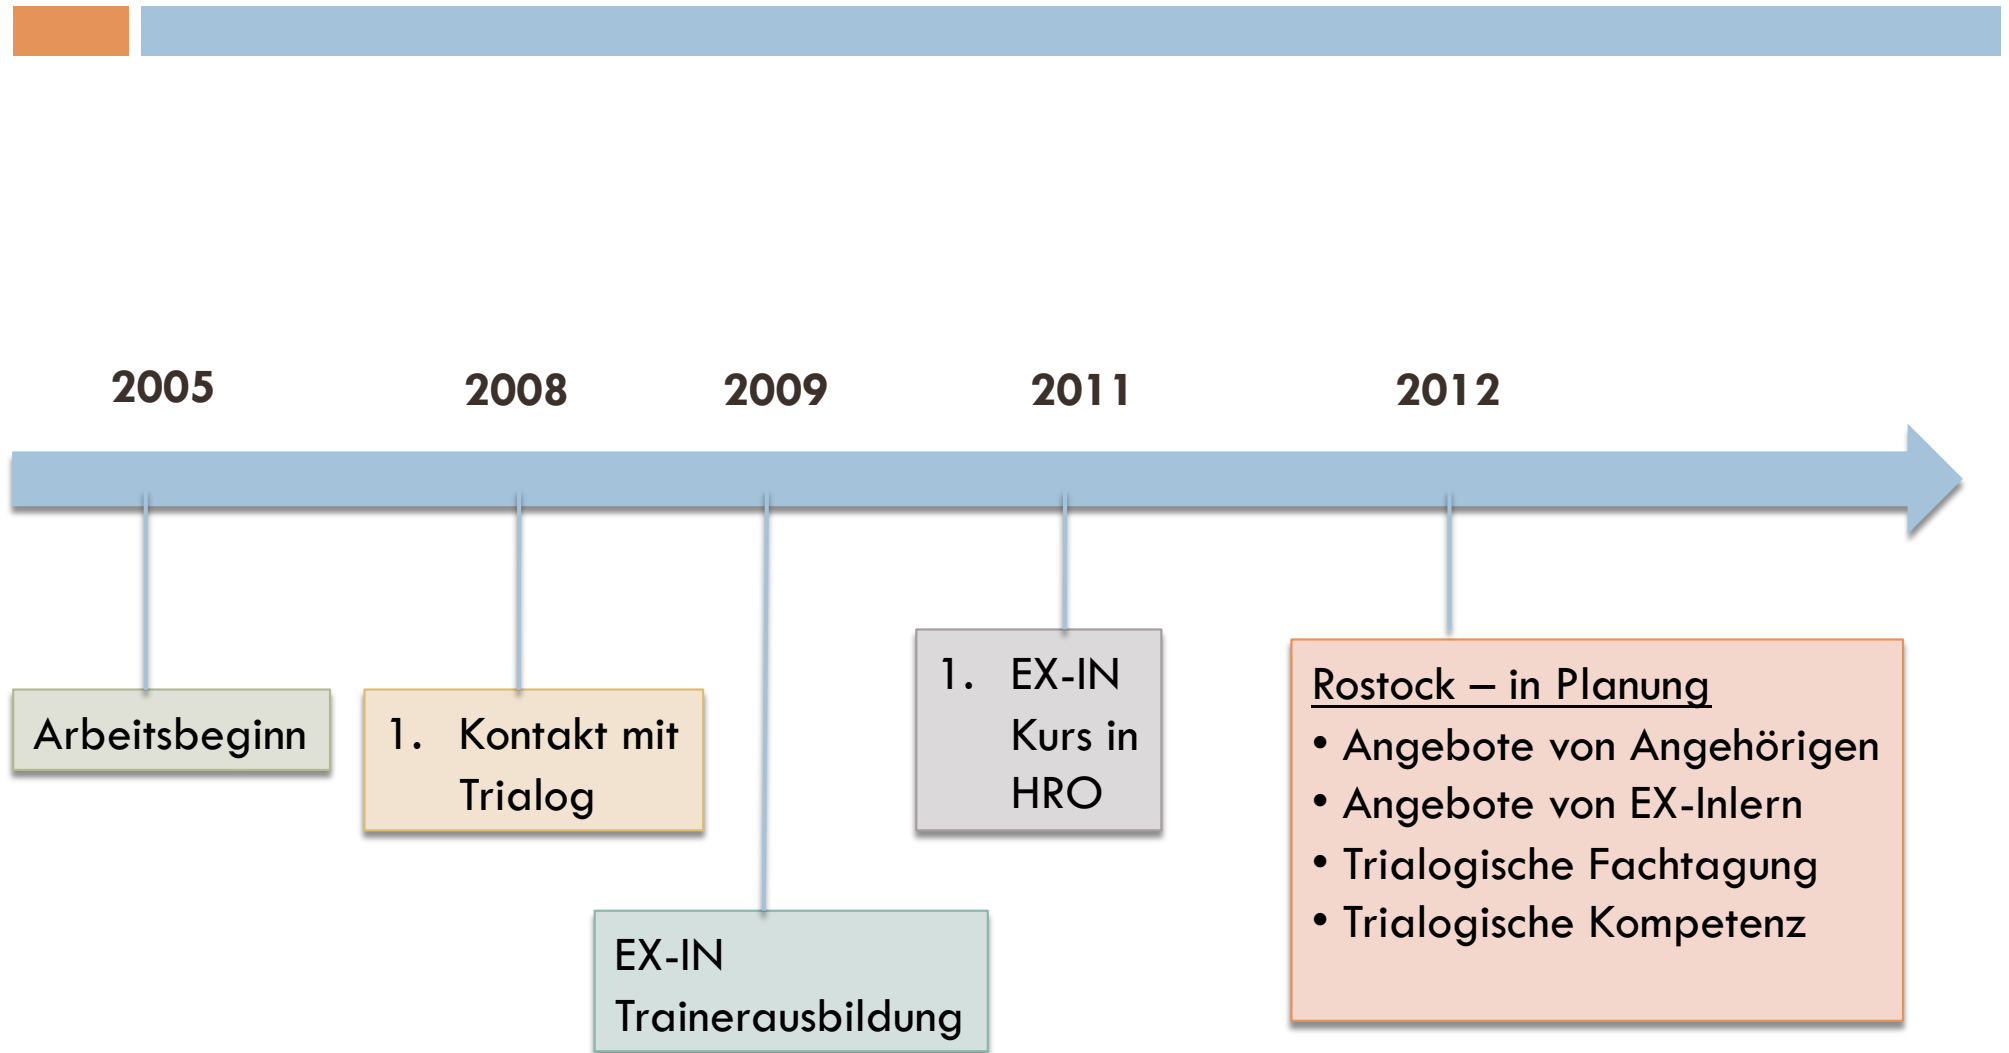 2005
2008
2009
2011
2012
Arbeitsbeginn
1. Kontakt mit
Trialog
EX-IN
Trainerausbildung
1. EX-IN
Kurs in
HRO
Rostock – in Planung
• Angebote von Angehörigen
• Angebote von EX-Inlern
• Trialogische Fachtagung
• Trialogische Kompetenz